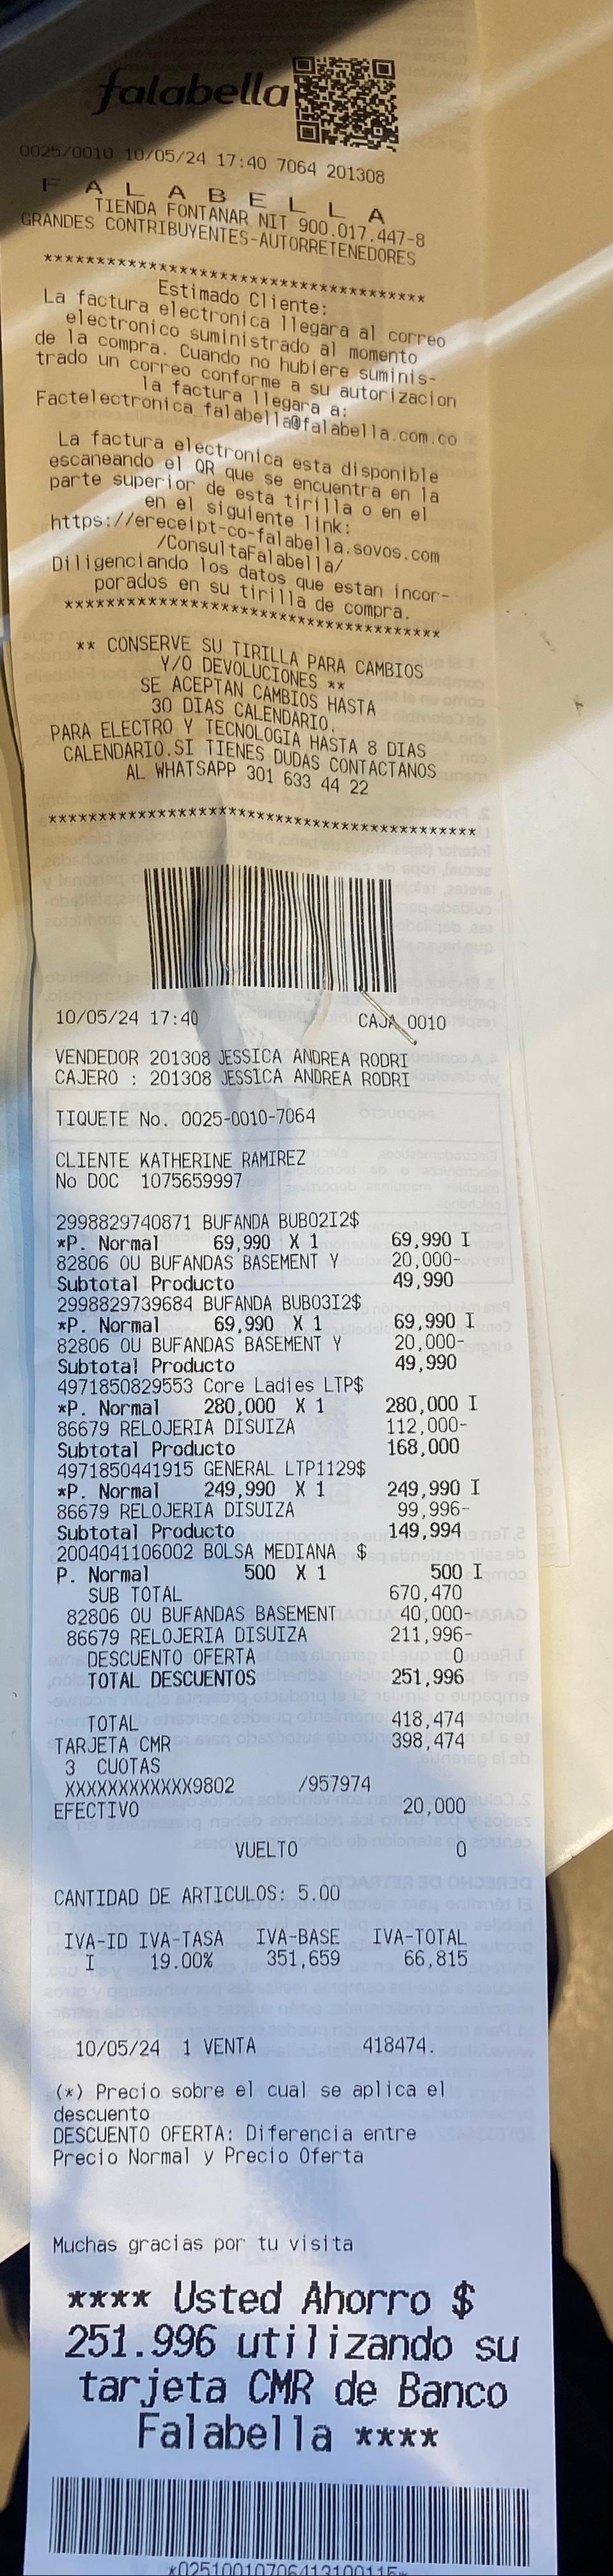 falabella
0025/0010 10/05/24 17:40 7064 201308
F A L A B E L L A
TIENDA FONTANAR NIT 900.017.447-8
GRANDES CONTRIBUYENTES-AUTORRETENEDORES
************************************
Estimado Cliente:
La factura electronica llegara al correo
electronico suministrado al momento
de la compra. Cuando no hubiere suminis-
trado un correo conforme a su autorizacion
la factura llegara a:
Factelectronica falabella@falabella.com.co
La factura electronica esta disponible
escaneando el QR que se encuentra en la
parte superior de esta tirilla o en el
en el siguiente link:
https://ereceipt-co-falabella.sovos.com
/ConsultaFalabella/
Diligenciando los datos que estan incor-
porados en su tirilla de compra.
************************************
** CONSERVE SU TIRILLA PARA CAMBIOS
Y/O DEVOLUCIONES **
SE ACEPTAN CAMBIOS HASTA
30 DIAS CALENDARIO.
PARA ELECTRO Y TECNOLOGIA HASTA 8 DIAS
CALENDARIO.SI TIENES DUDAS CONTACTANOS
AL WHATSAPP 301 633 44 22
****************************************
10/05/24 17:40 CAJA 0010
VENDEDOR 201308 JESSICA ANDREA RODRI
CAJERO : 201308 JESSICA ANDREA RODRI
TIQUETE No. 0025-0010-7064
CLIENTE KATHERINE RAMIREZ
No DOC 1075659997
2998829740871 BUFANDA BUB02I2$
*P. Normal 69,990 X 1 69,990 I
82806 OU BUFANDAS BASEMENT Y 20,000-
Subtotal Producto 49,990
2998829739684 BUFANDA BUB03I2$
*P. Normal 69,990 X 1 69,990 I
82806 OU BUFANDAS BASEMENT Y 20,000-
Subtotal Producto 49,990
4971850829553 Core Ladies LTP$
*P. Normal 280,000 X 1 280,000 I
86679 RELOJERIA DISUIZA 112,000-
Subtotal Producto 168,000
4971850441915 GENERAL LTP1129$
*P. Normal 249,990 X 1 249,990 I
86679 RELOJERIA DISUIZA 99,996-
Subtotal Producto 149,994
2004041106002 BOLSA MEDIANA $
P. Normal 500 X 1 500 I
SUB TOTAL 670,470
82806 OU BUFANDAS BASEMENT 40,000-
86679 RELOJERIA DISUIZA 211,996-
DESCUENTO OFERTA 0
TOTAL DESCUENTOS 251,996
TOTAL 418,474
TARJETA CMR 398,474
3 CUOTAS
XXXXXXXXXXXX9802 /957974
EFECTIVO 20,000
VUELTO 0
CANTIDAD DE ARTICULOS: 5.00
IVA-ID IVA-TASA IVA-BASE IVA-TOTAL
I 19.00% 351,659 66,815
10/05/24 1 VENTA 418474.
(*) Precio sobre el cual se aplica el
descuento
DESCUENTO OFERTA: Diferencia entre
Precio Normal y Precio Oferta
Muchas gracias por tu visita
**** Usted Ahorro $
251.996 utilizando su
tarjeta CMR de Banco
Falabella ****